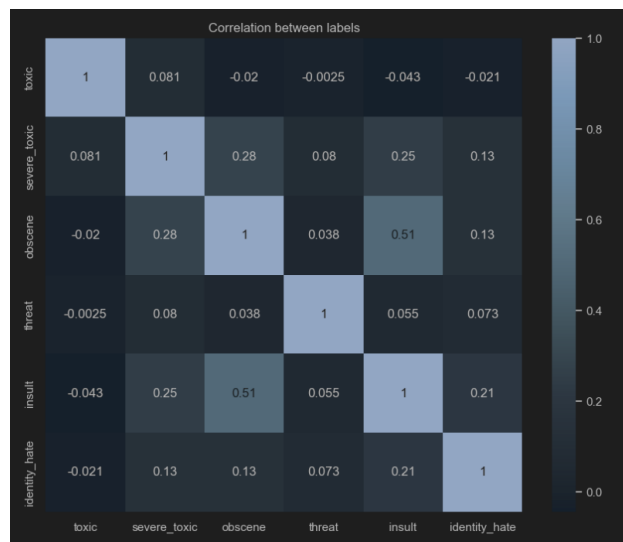 Correlation between labels
toxic 1 0.081 -0.02 -0.0025 -0.043 -0.021
severe_toxic 0.081 1 0.28 0.08 0.25 0.13
obscene -0.02 0.28 1 0.038 0.51 0.13
threat -0.0025 0.08 0.038 1 0.055 0.073
insult -0.043 0.25 0.51 0.055 1 0.21
identity_hate -0.021 0.13 0.13 0.073 0.21 1
toxic severe_toxic obscene threat insult identity_hate
1.0
0.8
0.6
0.4
0.2
0.0